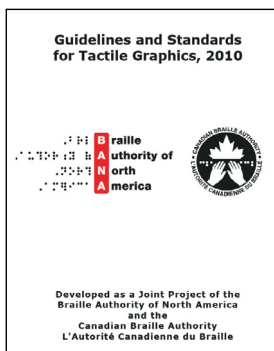 Guidelines and Standards
for Tactile Graphics, 2010
Braille
Authority of
North
America
CANADIAN BRAILLE AUTHORITY
L'AUTORITÉ CANADIENNE DU BRAILLE
Developed as a Joint Project of the
Braille Authority of North America
and the
Canadian Braille Authority
L'Autorité Canadienne du Braille